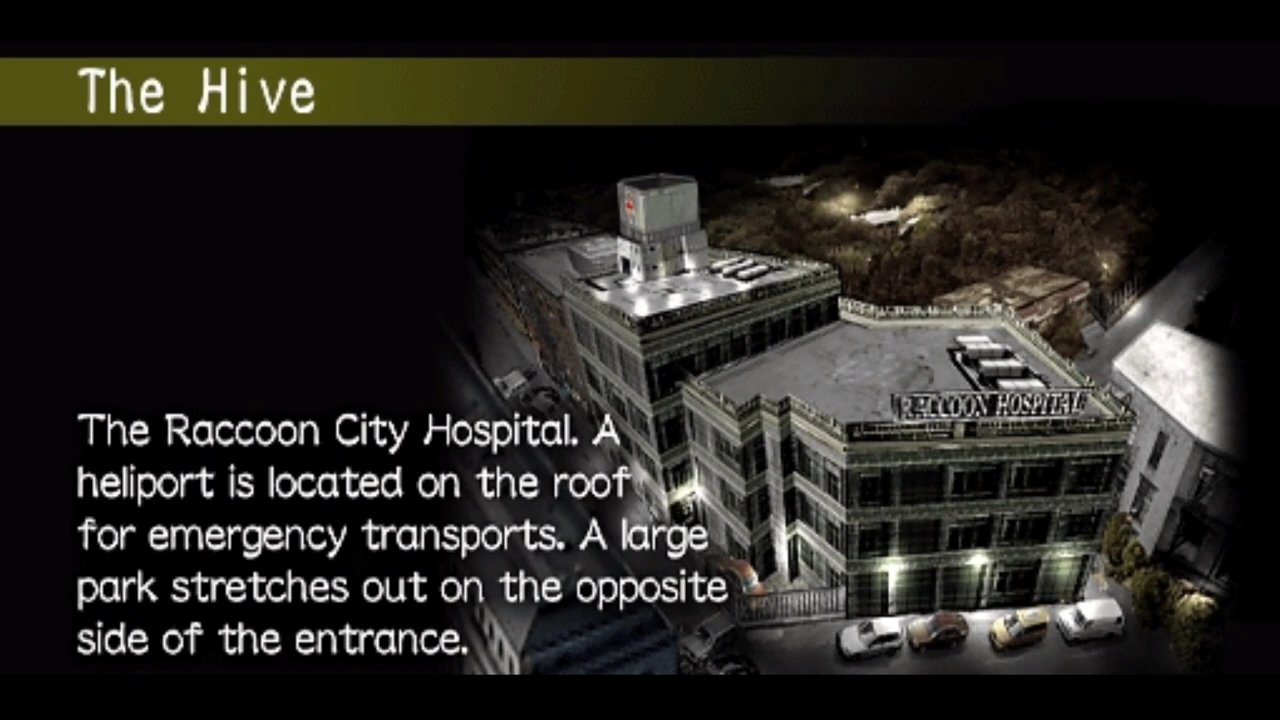 The Hive
RACCOON HOSPITAL
The Raccoon City Hospital. A
heliport is located on the roof
for emergency transports. A large
park stretches out on the opposite
side of the entrance.